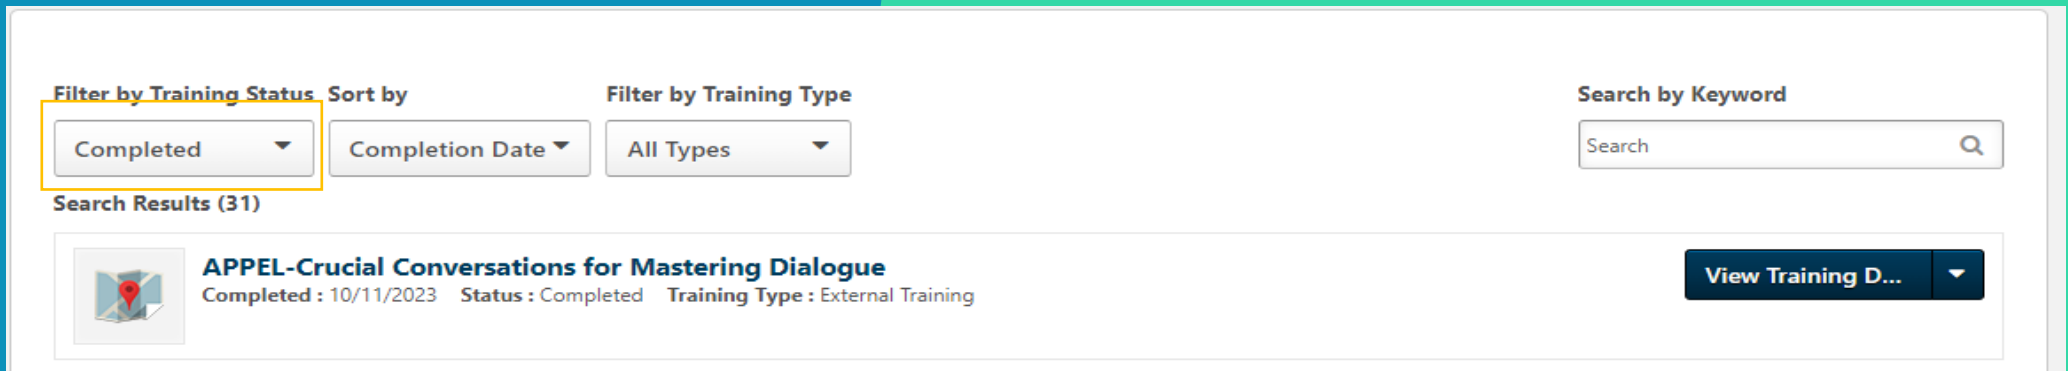 Filter by Training Status Sort by Filter by Training Type Search by Keyword
Completed Completion Date All Types Search
Search Results (31)
APPEL-Crucial Conversations for Mastering Dialogue
View Training D...
Completed : 10/11/2023 Status : Completed Training Type : External Training